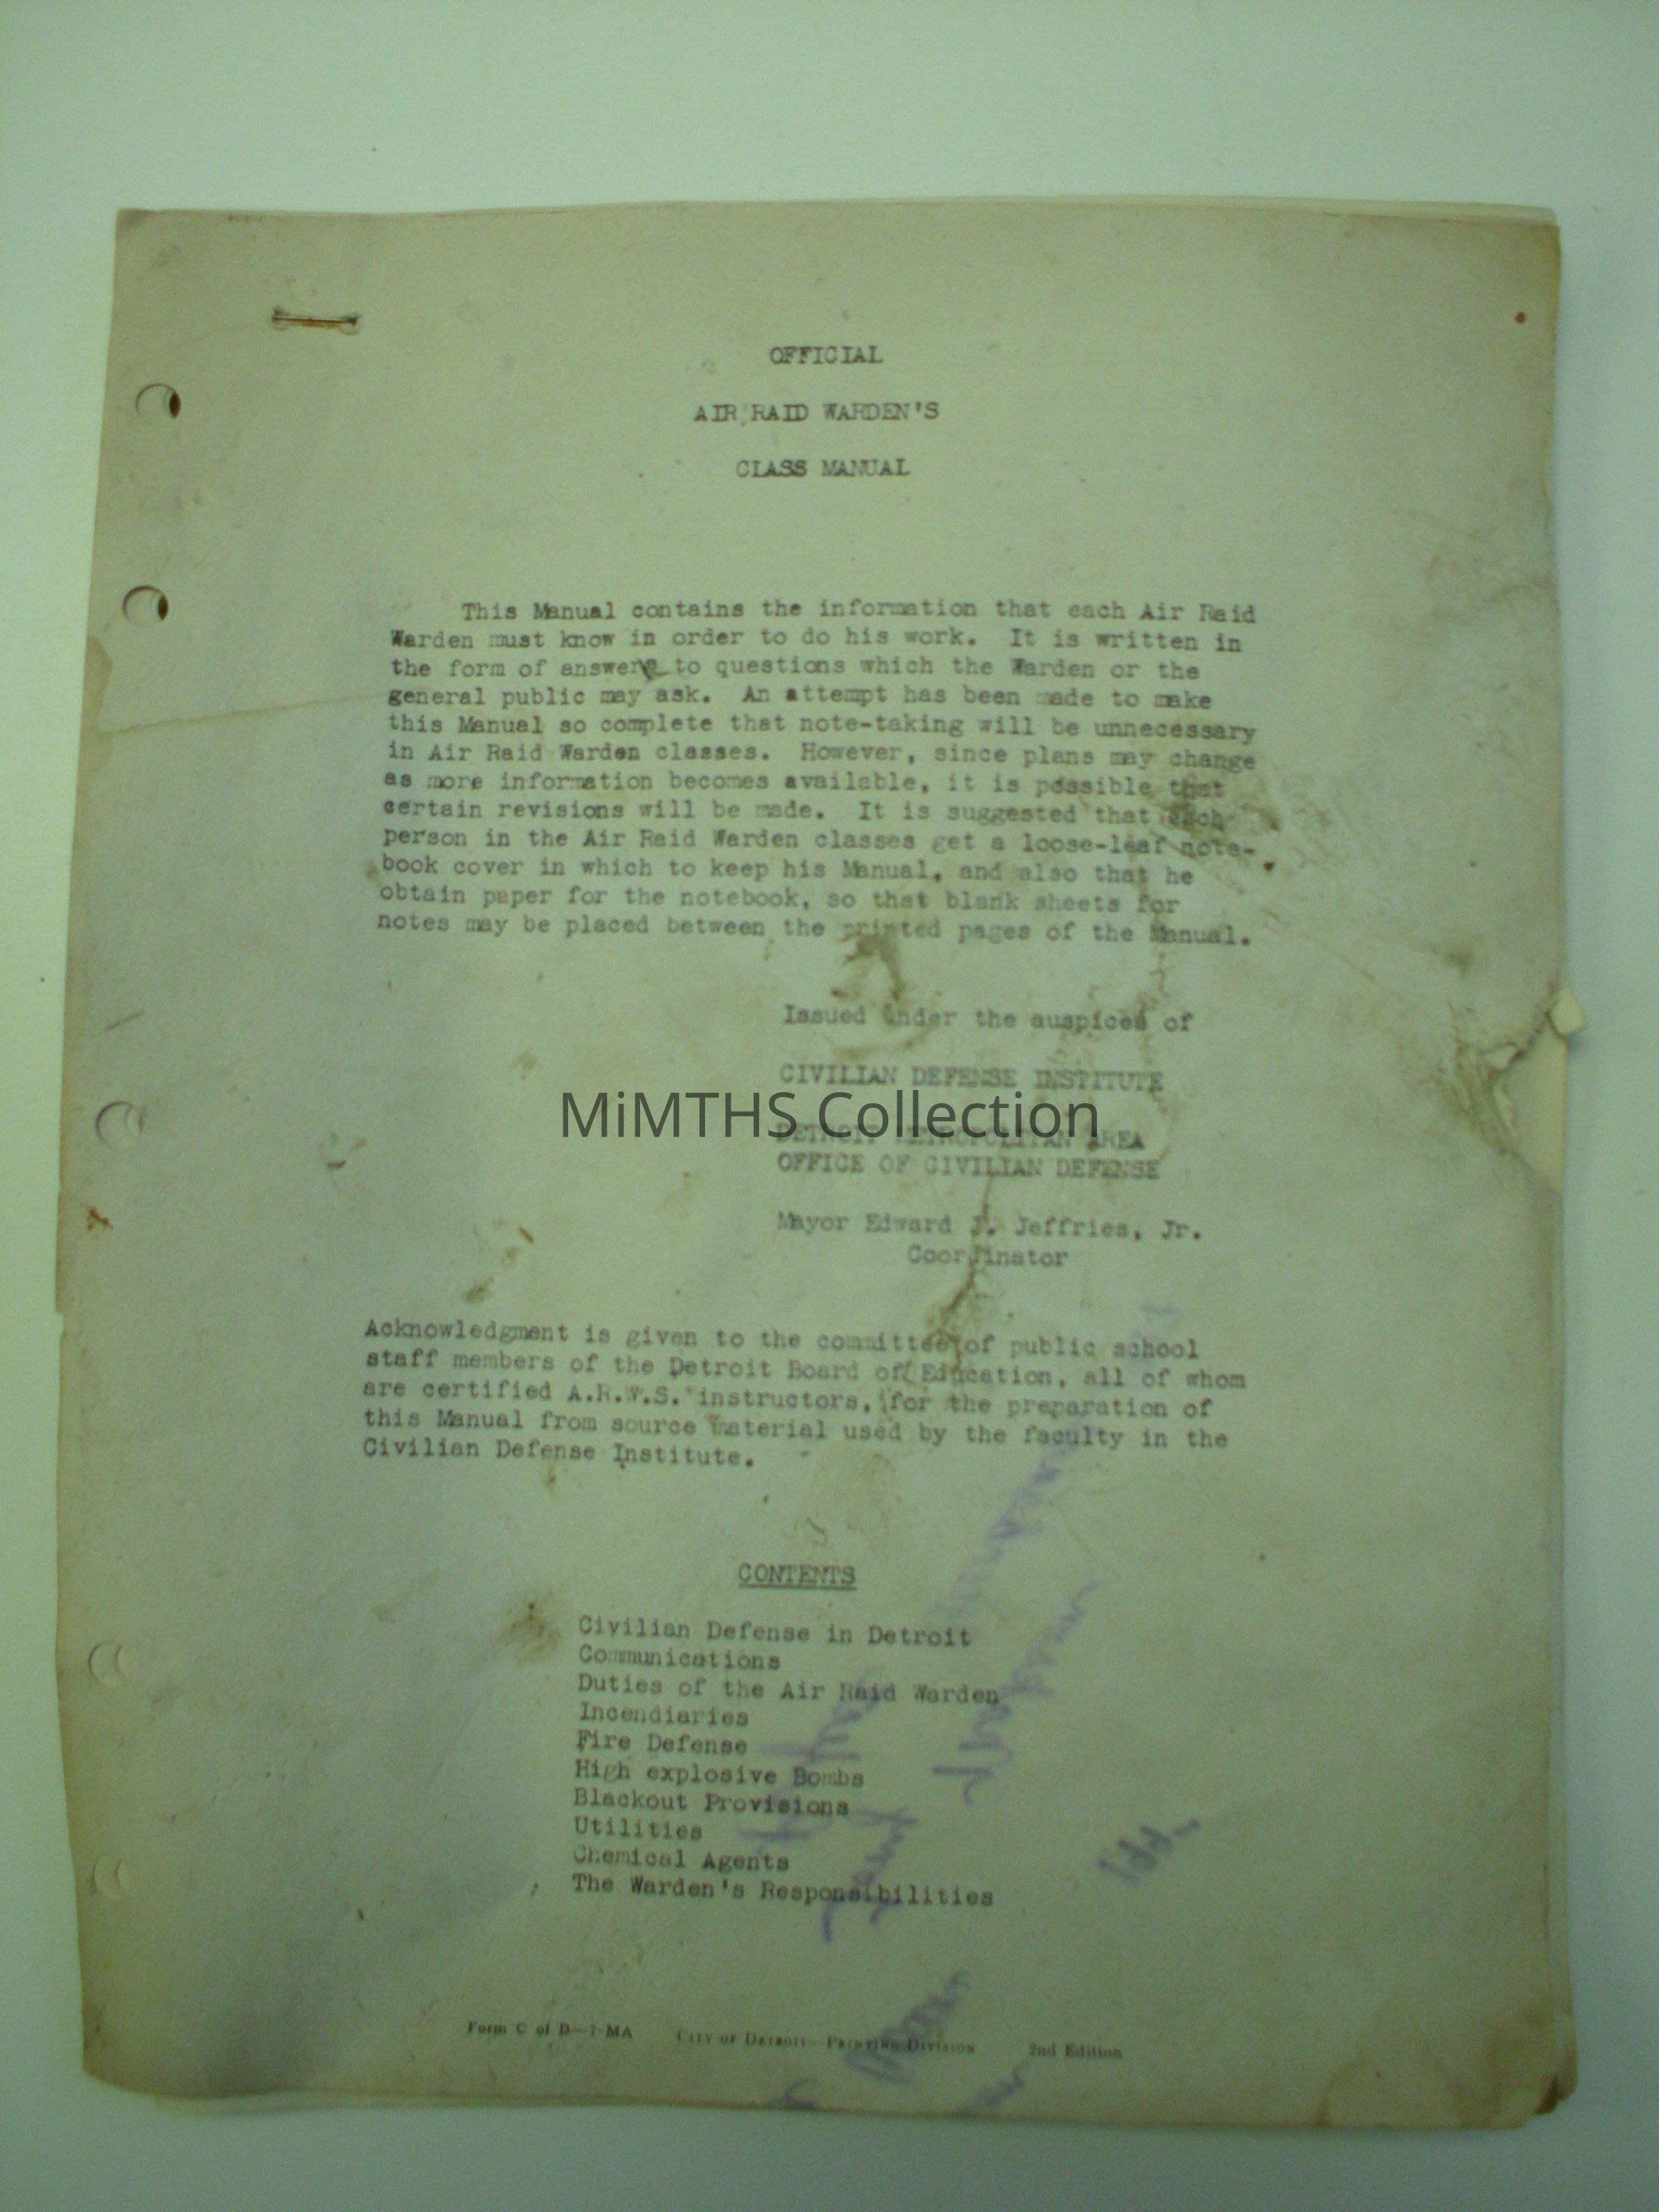 OFFICIAL
AIR RAID WARDEN'S
CLASS MANUAL
This Manual contains the information that each Air Raid
Warden must know in order to do his work. It is written in
the form of answers to questions which the Warden or the
general public may ask. An attempt has been made to make
this Manual so complete that note-taking will be unnecessary
in Air Raid Warden classes. However, since plans may change
as more information becomes available, it is possible that
certain revisions will be made. It is suggested that each
person in the Air Raid Warden classes get a loose-leaf note-
book cover in which to keep his Manual, and also that he
obtain paper for the notebook, so that blank sheets for
notes may be placed between the printed pages of the Manual.
Issued under the auspices of
CIVILIAN DEFENSE INSTITUTE
MiMTHS Collection
DETROIT METROPOLITAN AREA
OFFICE OF CIVILIAN DEFENSE
Mayor Edward J. Jeffries, Jr.
Coordinator
Acknowledgment is given to the committee of public school
staff members of the Detroit Board of Education, all of whom
are certified A.R.W.S. instructors, for the preparation of
this Manual from source material used by the faculty in the
Civilian Defense Institute.
CONTENTS
Civilian Defense in Detroit
Communications
Duties of the Air Raid Warden
Incendiaries
Fire Defense
High explosive Bombs
Blackout Provisions
Utilities
Chemical Agents
The Warden's Responsibilities
Form C of D—7-MA CITY OF DETROIT—PRINTING DIVISION 2nd Edition